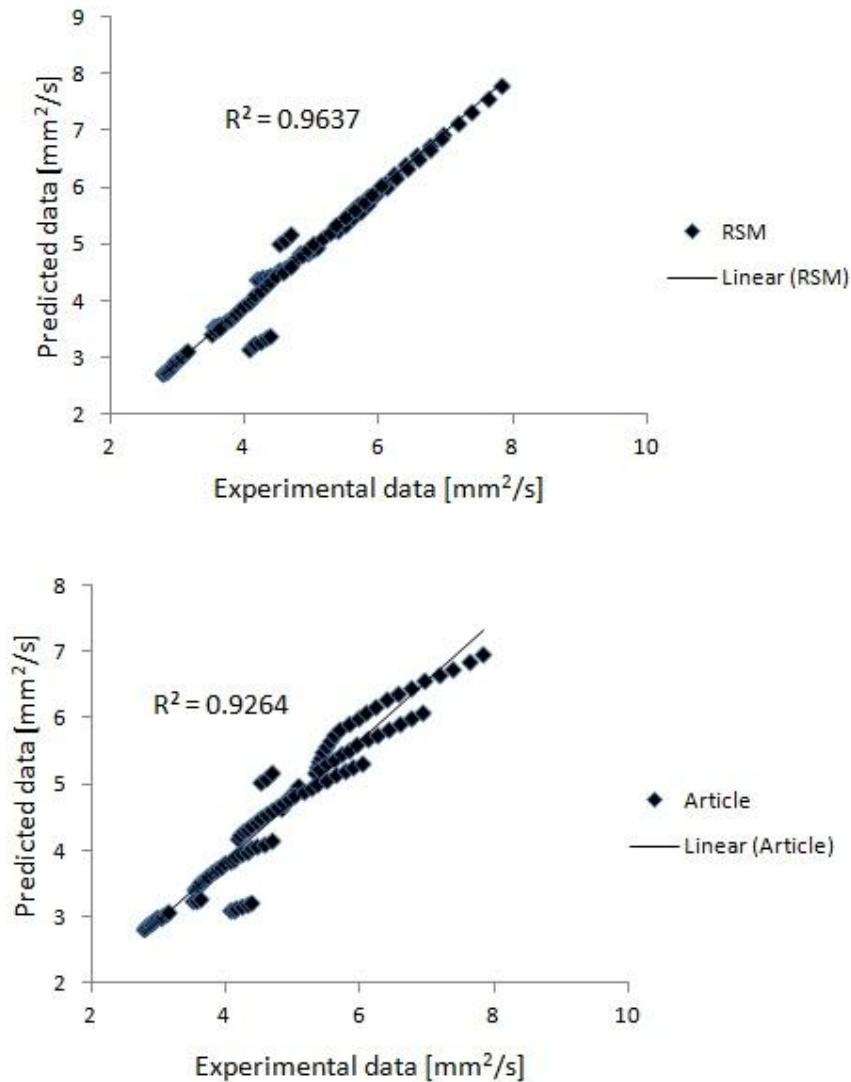 9
8
7
6
5
4
3
2
Predicted data [mm²/s]
R² = 0.9637
RSM
Linear (RSM)
2 4 6 8 10
Experimental data [mm²/s]
8
7
6
5
4
3
2
Predicted data [mm²/s]
R² = 0.9264
Article
Linear (Article)
2 4 6 8 10
Experimental data [mm²/s]